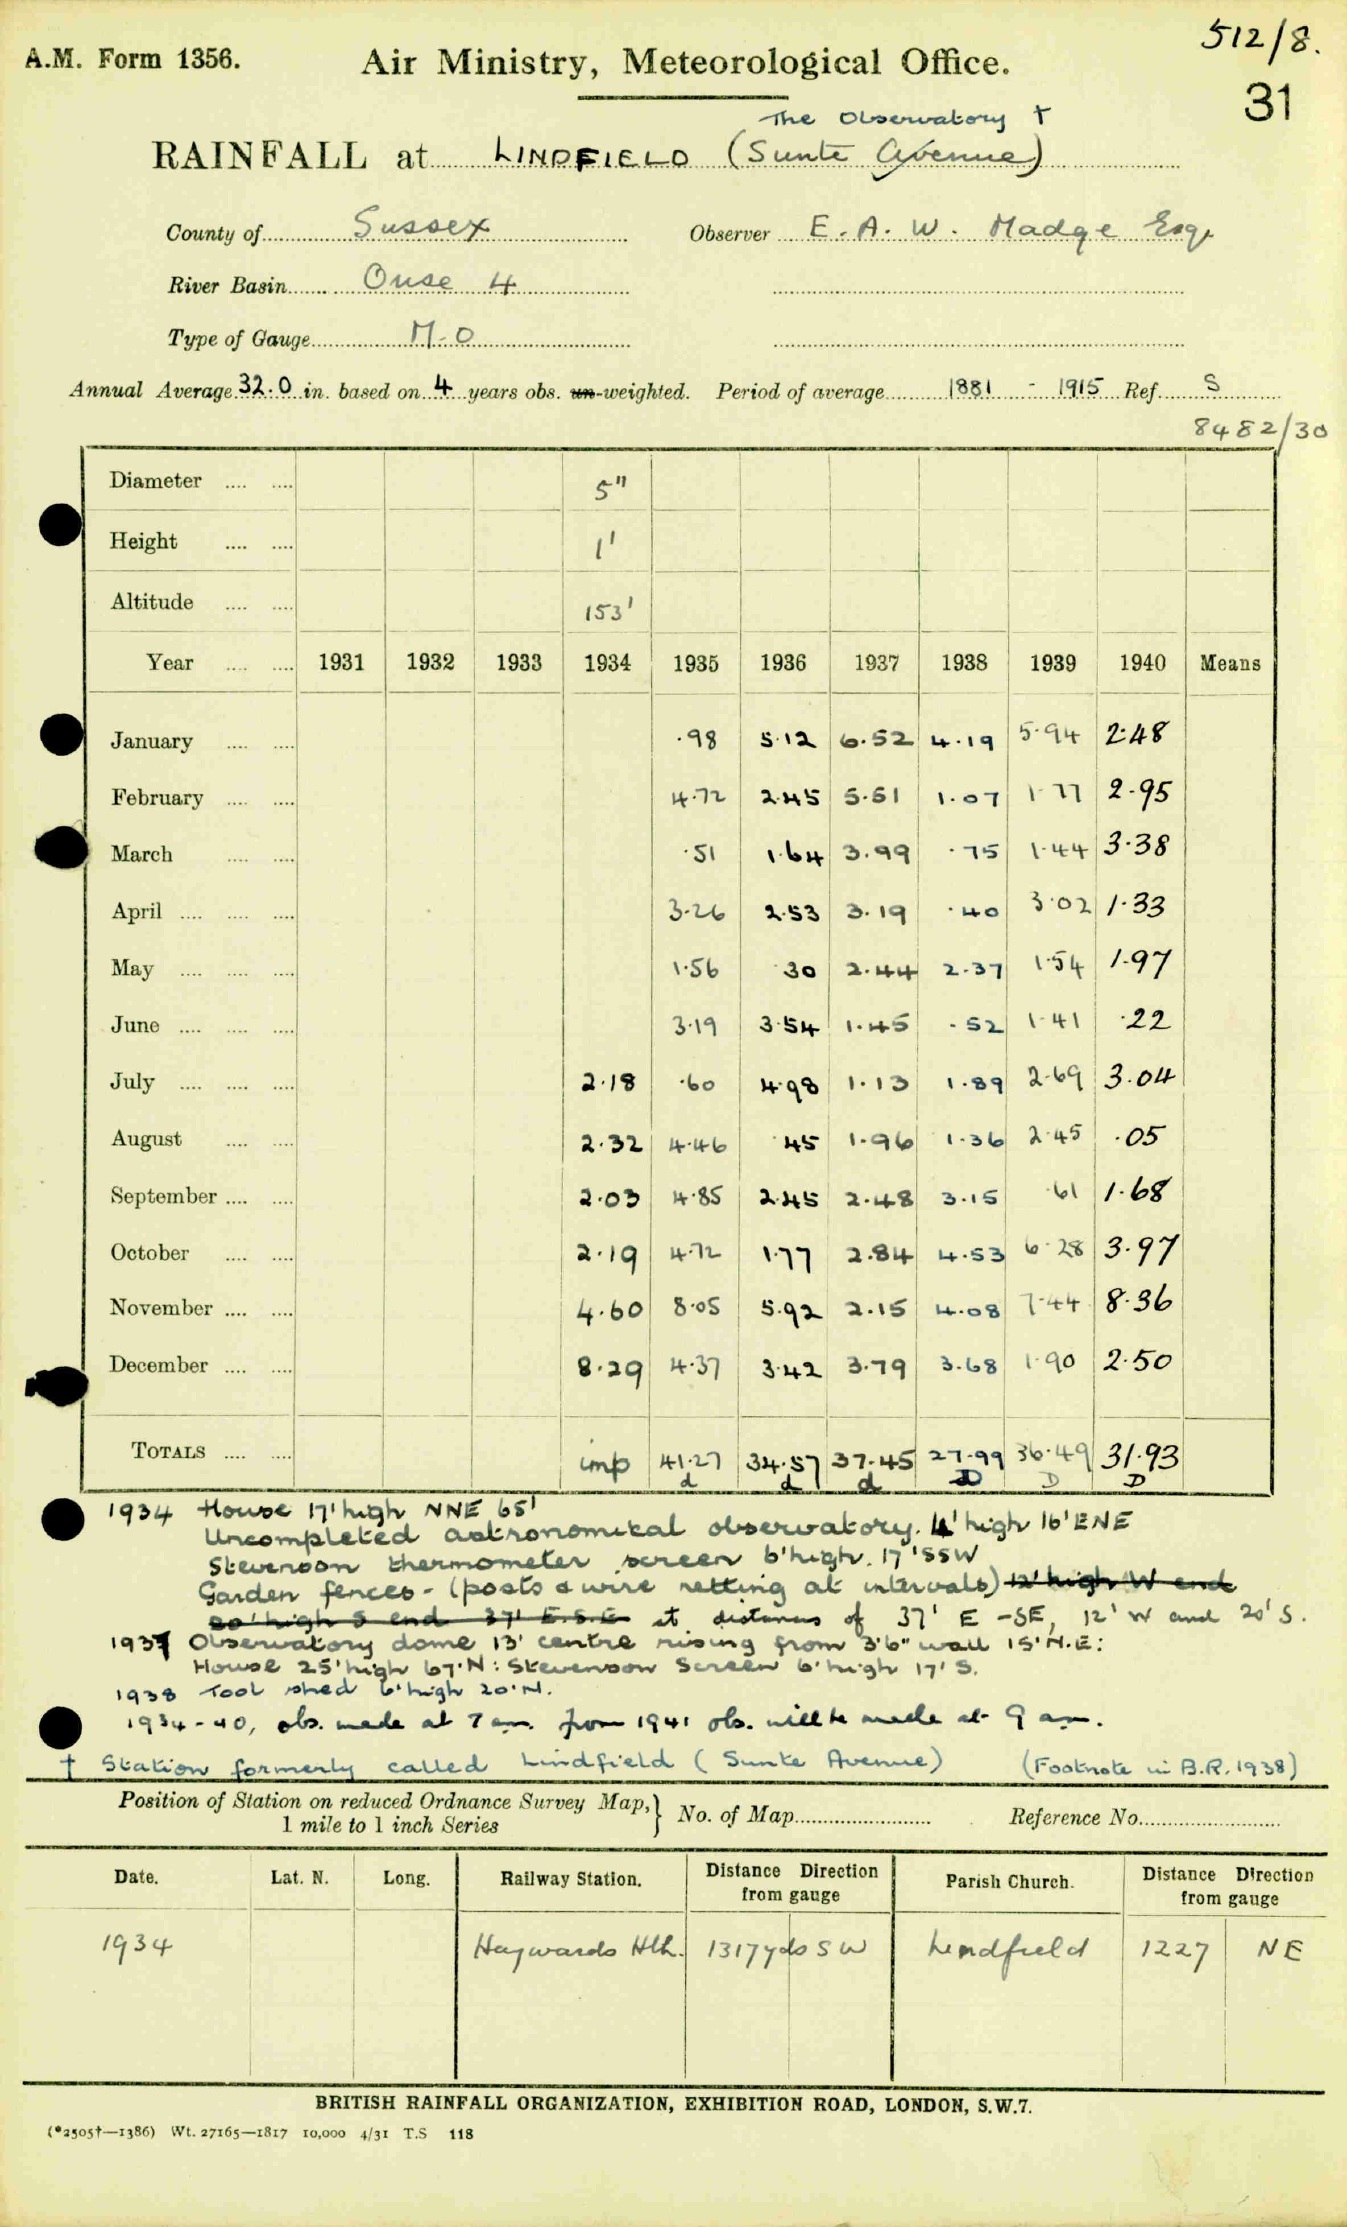 512/8.
A.M. Form 1356. Air Ministry, Meteorological Office.
31
The Observatory †
RAINFALL at LINDFIELD (Sunte Avenue)
County of Sussex Observer E. A. W. Madge Esq.
River Basin Ouse 4
Type of Gauge M.O
Annual Average 32.0 in. based on 4 years obs. un-weighted. Period of average 1881 - 1915 Ref. S
8482/30
Diameter .... .... 5"
Height .... .... 1'
Altitude .... .... 153'
Year .... .... 1931 1932 1933 1934 1935 1936 1937 1938 1939 1940 Means
January .... .... .98 5.12 6.52 4.19 5.94 2.48
February .... .... 4.72 2.45 5.51 1.07 1.77 2.95
March .... .... .51 1.64 3.99 .75 1.44 3.38
April .... .... .... 3.26 2.53 3.19 .40 3.02 1.33
May .... .... .... 1.56 .30 2.44 2.37 1.54 1.97
June .... .... .... 3.19 3.54 1.45 .52 1.41 .22
July .... .... .... 2.18 .60 4.98 1.13 1.89 2.69 3.04
August .... .... 2.32 4.46 .45 1.96 1.36 2.45 .05
September .... .... 2.03 4.85 2.45 2.48 3.15 .61 1.68
October .... .... 2.19 4.72 1.77 2.84 4.53 6.28 3.97
November .... .... 4.60 8.05 5.92 2.15 4.08 7.44 8.36
December .... .... 8.29 4.37 3.42 3.79 3.68 1.90 2.50
TOTALS .... .... imp 41.27 34.57 37.45 27.99 36.49 31.93
d d d D D D
1934 House 17' high NNE 65'
Uncompleted astronomical observatory. 4' high 16' ENE
Stevenson thermometer screen 6' high. 17' SSW
Garden fences - (posts & wire netting at intervals) 12' high W end
20' high S end 37' E.S.E at distances of 37' E-SE, 12' W and 20' S.
1937 Observatory dome 13' centre rising from 3'6" wall 15' N.E:
House 25' high 67' N: Stevenson Screen 6' high 17' S.
1938 Tool shed 6' high 20' N.
1934-40, obs. made at 7 am. from 1941 obs. will be made at 9 am.
† Station formerly called Lindfield (Sunte Avenue) (Footnote in B.R. 1938)
Position of Station on reduced Ordnance Survey Map, } No. of Map Reference No.
1 mile to 1 inch Series
Date. Lat. N. Long. Railway Station. Distance Direction from gauge Parish Church. Distance Direction from gauge
1934 Haywards Hth. 1317yds SW Lindfield 1227 NE
BRITISH RAINFALL ORGANIZATION, EXHIBITION ROAD, LONDON, S.W.7.
(*2505†—1386) Wt. 27165—1817 10,000 4/31 T.S 118